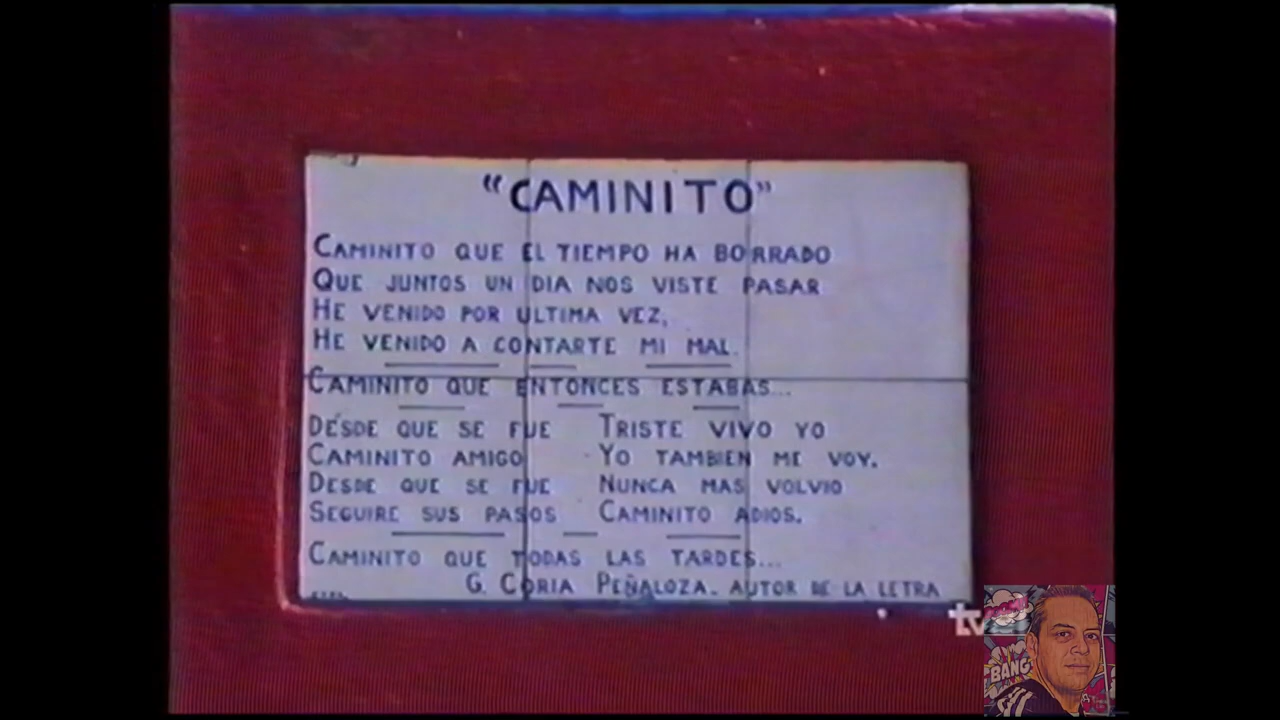 “CAMINITO”
CAMINITO QUE EL TIEMPO HA BORRADO
QUE JUNTOS UN DIA NOS VISTE PASAR
HE VENIDO POR ULTIMA VEZ,
HE VENIDO A CONTARTE MI MAL.
CAMINITO QUE ENTONCES ESTABAS...
DESDE QUE SE FUE TRISTE VIVO YO
CAMINITO AMIGO YO TAMBIEN ME VOY.
DESDE QUE SE FUE NUNCA MAS VOLVIO
SEGUIRE SUS PASOS CAMINITO ADIOS.
CAMINITO QUE TODAS LAS TARDES...
G. CORIA PEÑALOZA. AUTOR DE LA LETRA
tv
BANG